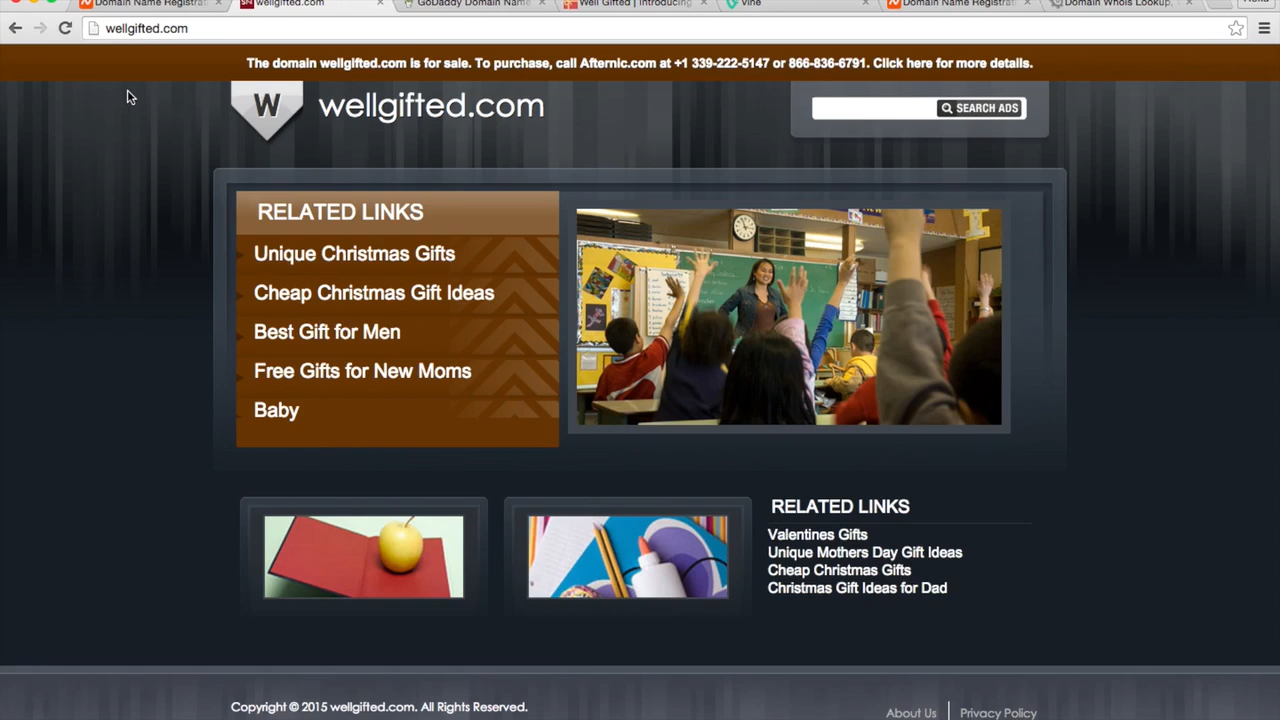 Domain Name Registrati
wellgifted.com
GoDaddy Domain Name
Well Gifted | Introducing
Vine
Domain Name Registrati
Domain Whois Lookup,
wellgifted.com
The domain wellgifted.com is for sale. To purchase, call Afternic.com at +1 339-222-5147 or 866-836-6791. Click here for more details.
W
wellgifted.com
SEARCH ADS
RELATED LINKS
Unique Christmas Gifts
Cheap Christmas Gift Ideas
Best Gift for Men
Free Gifts for New Moms
Baby
RELATED LINKS
Valentines Gifts
Unique Mothers Day Gift Ideas
Cheap Christmas Gifts
Christmas Gift Ideas for Dad
Copyright © 2015 wellgifted.com. All Rights Reserved.
About Us
Privacy Policy